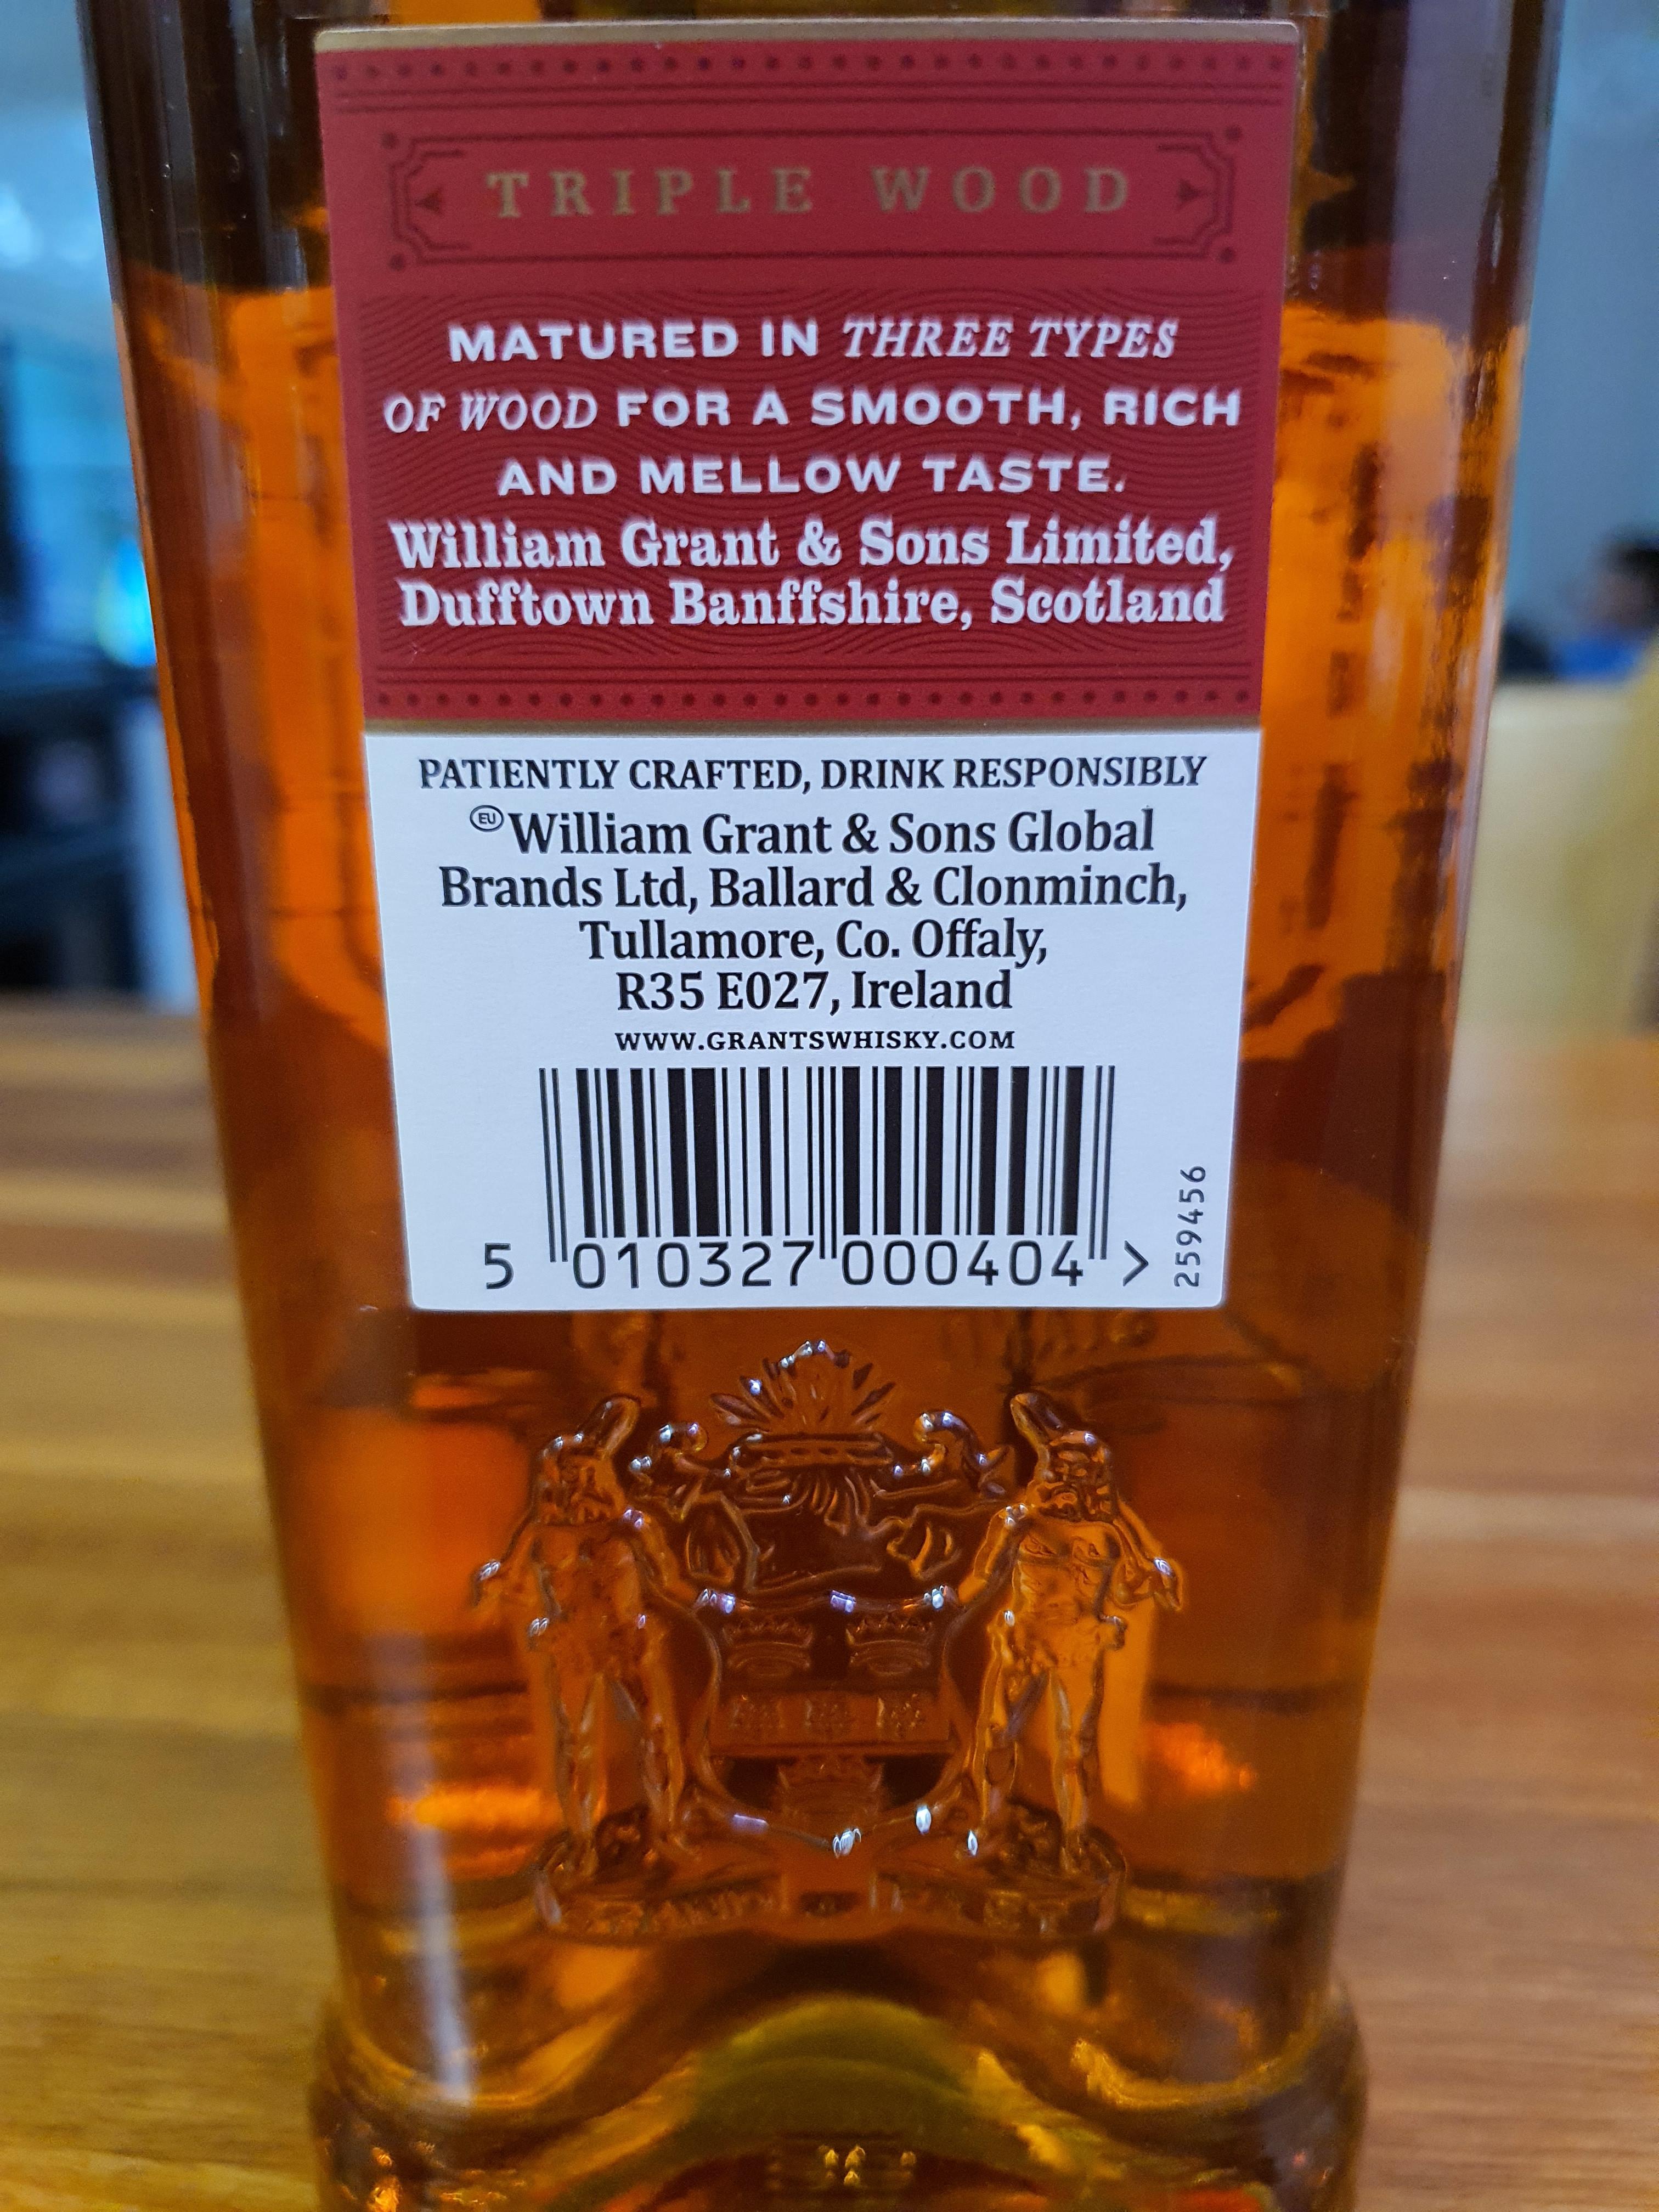 TRIPLE WOOD
MATURED IN THREE TYPES
OF WOOD FOR A SMOOTH, RICH
AND MELLOW TASTE.
William Grant & Sons Limited,
Dufftown Banffshire, Scotland
PATIENTLY CRAFTED, DRINK RESPONSIBLY
EU William Grant & Sons Global
Brands Ltd, Ballard & Clonminch,
Tullamore, Co. Offaly,
R35 E027, Ireland
WWW.GRANTSWHISKY.COM
5 010327 000404 >
259456